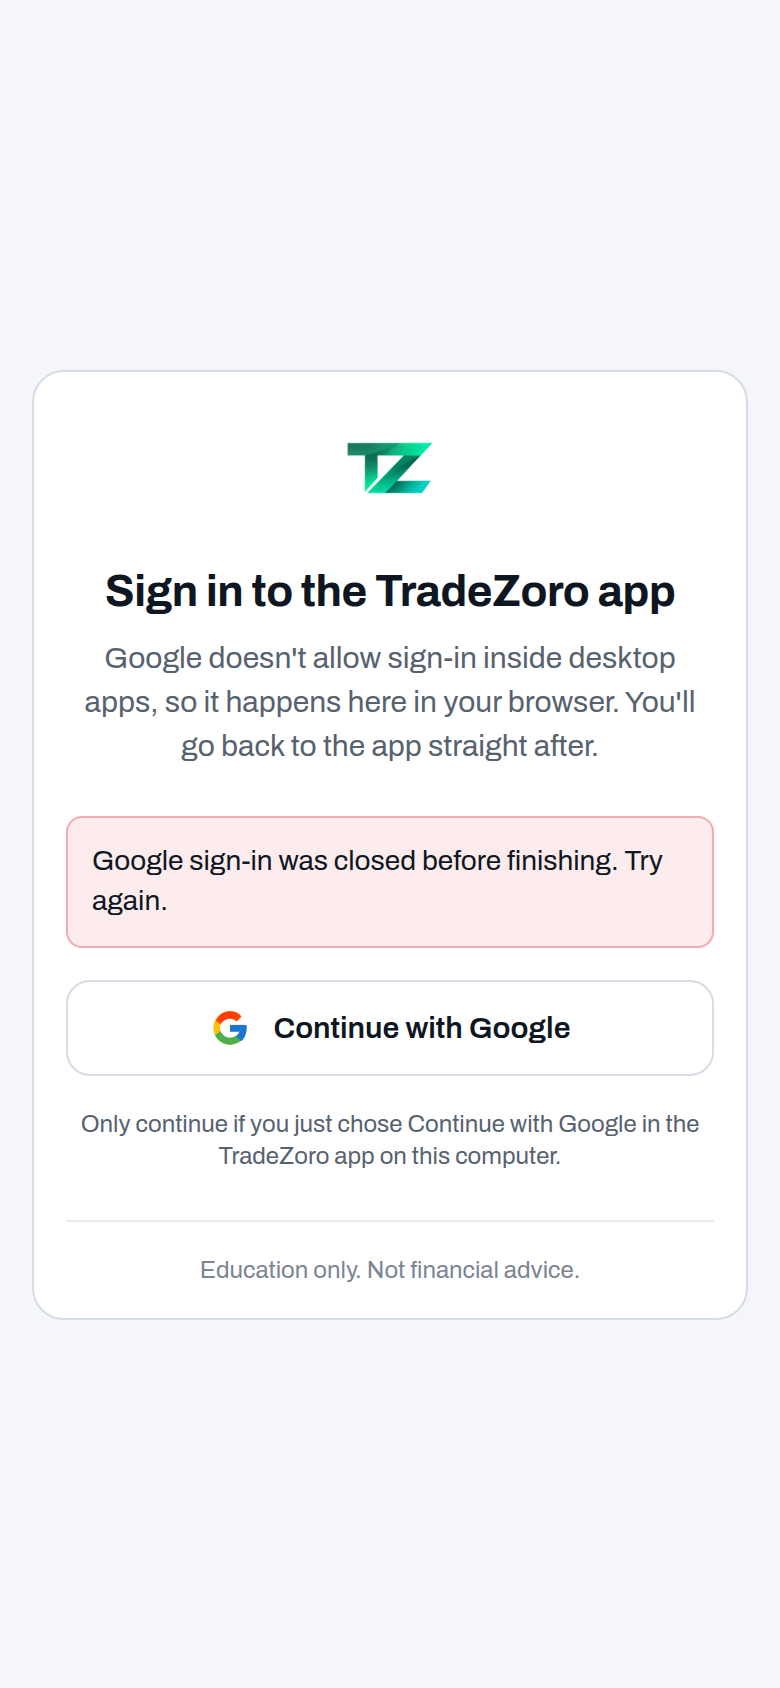 TZ
Sign in to the TradeZoro app
Google doesn't allow sign-in inside desktop
apps, so it happens here in your browser. You'll
go back to the app straight after.
Google sign-in was closed before finishing. Try
again.
Continue with Google
Only continue if you just chose Continue with Google in the
TradeZoro app on this computer.
Education only. Not financial advice.